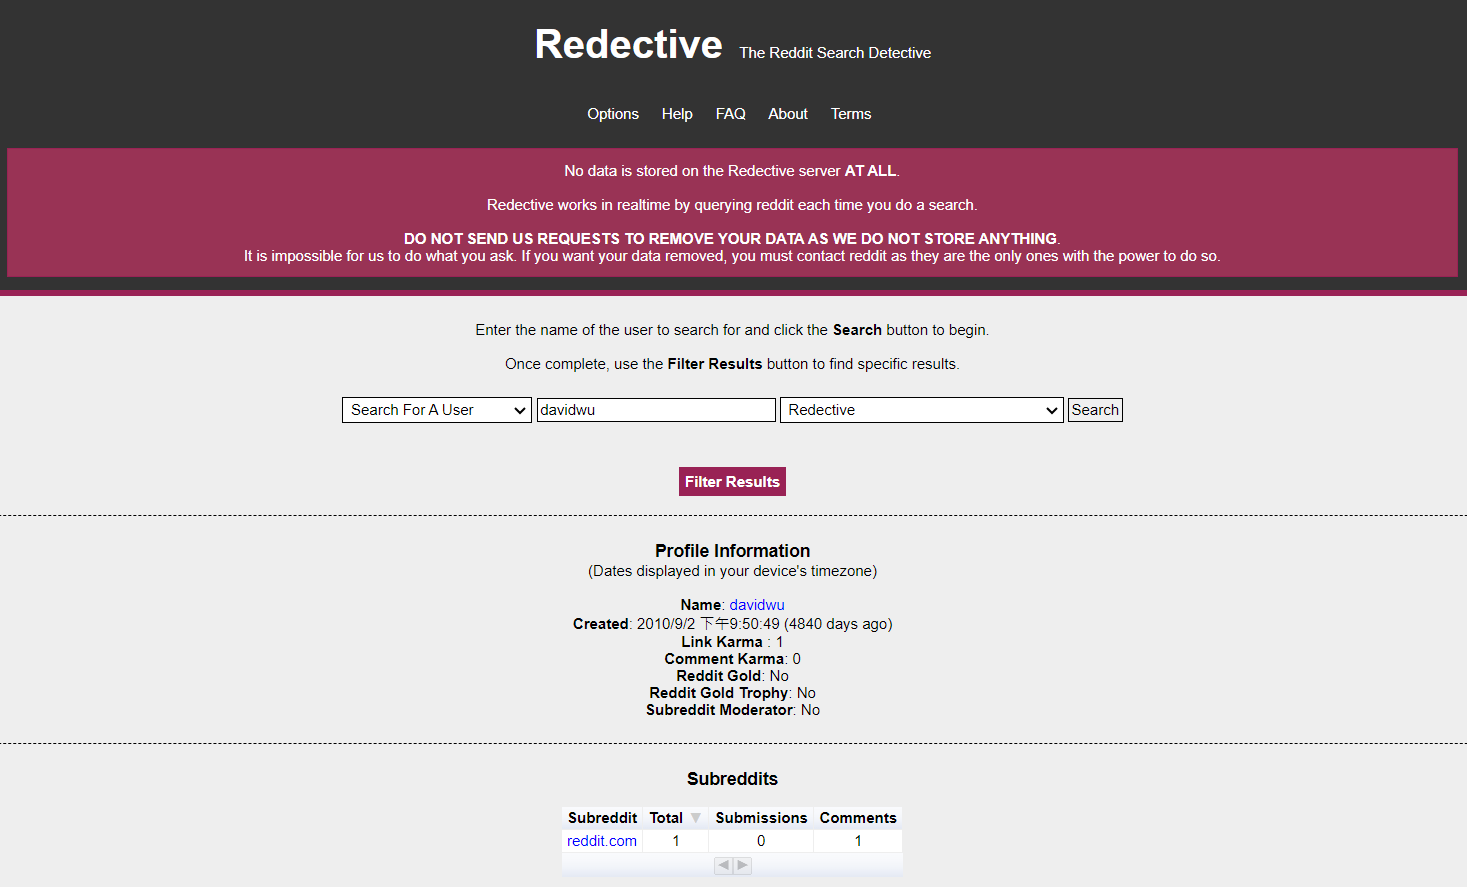 Redective The Reddit Search Detective
Options Help FAQ About Terms
No data is stored on the Redective server AT ALL.
Redective works in realtime by querying reddit each time you do a search.
DO NOT SEND US REQUESTS TO REMOVE YOUR DATA AS WE DO NOT STORE ANYTHING.
It is impossible for us to do what you ask. If you want your data removed, you must contact reddit as they are the only ones with the power to do so.
Enter the name of the user to search for and click the Search button to begin.
Once complete, use the Filter Results button to find specific results.
Search For A User davidwu Redective Search
Filter Results
Profile Information
(Dates displayed in your device's timezone)
Name: davidwu
Created: 2010/9/2 下午9:50:49 (4840 days ago)
Link Karma : 1
Comment Karma: 0
Reddit Gold: No
Reddit Gold Trophy: No
Subreddit Moderator: No
Subreddits
Subreddit Total Submissions Comments
reddit.com 1 0 1